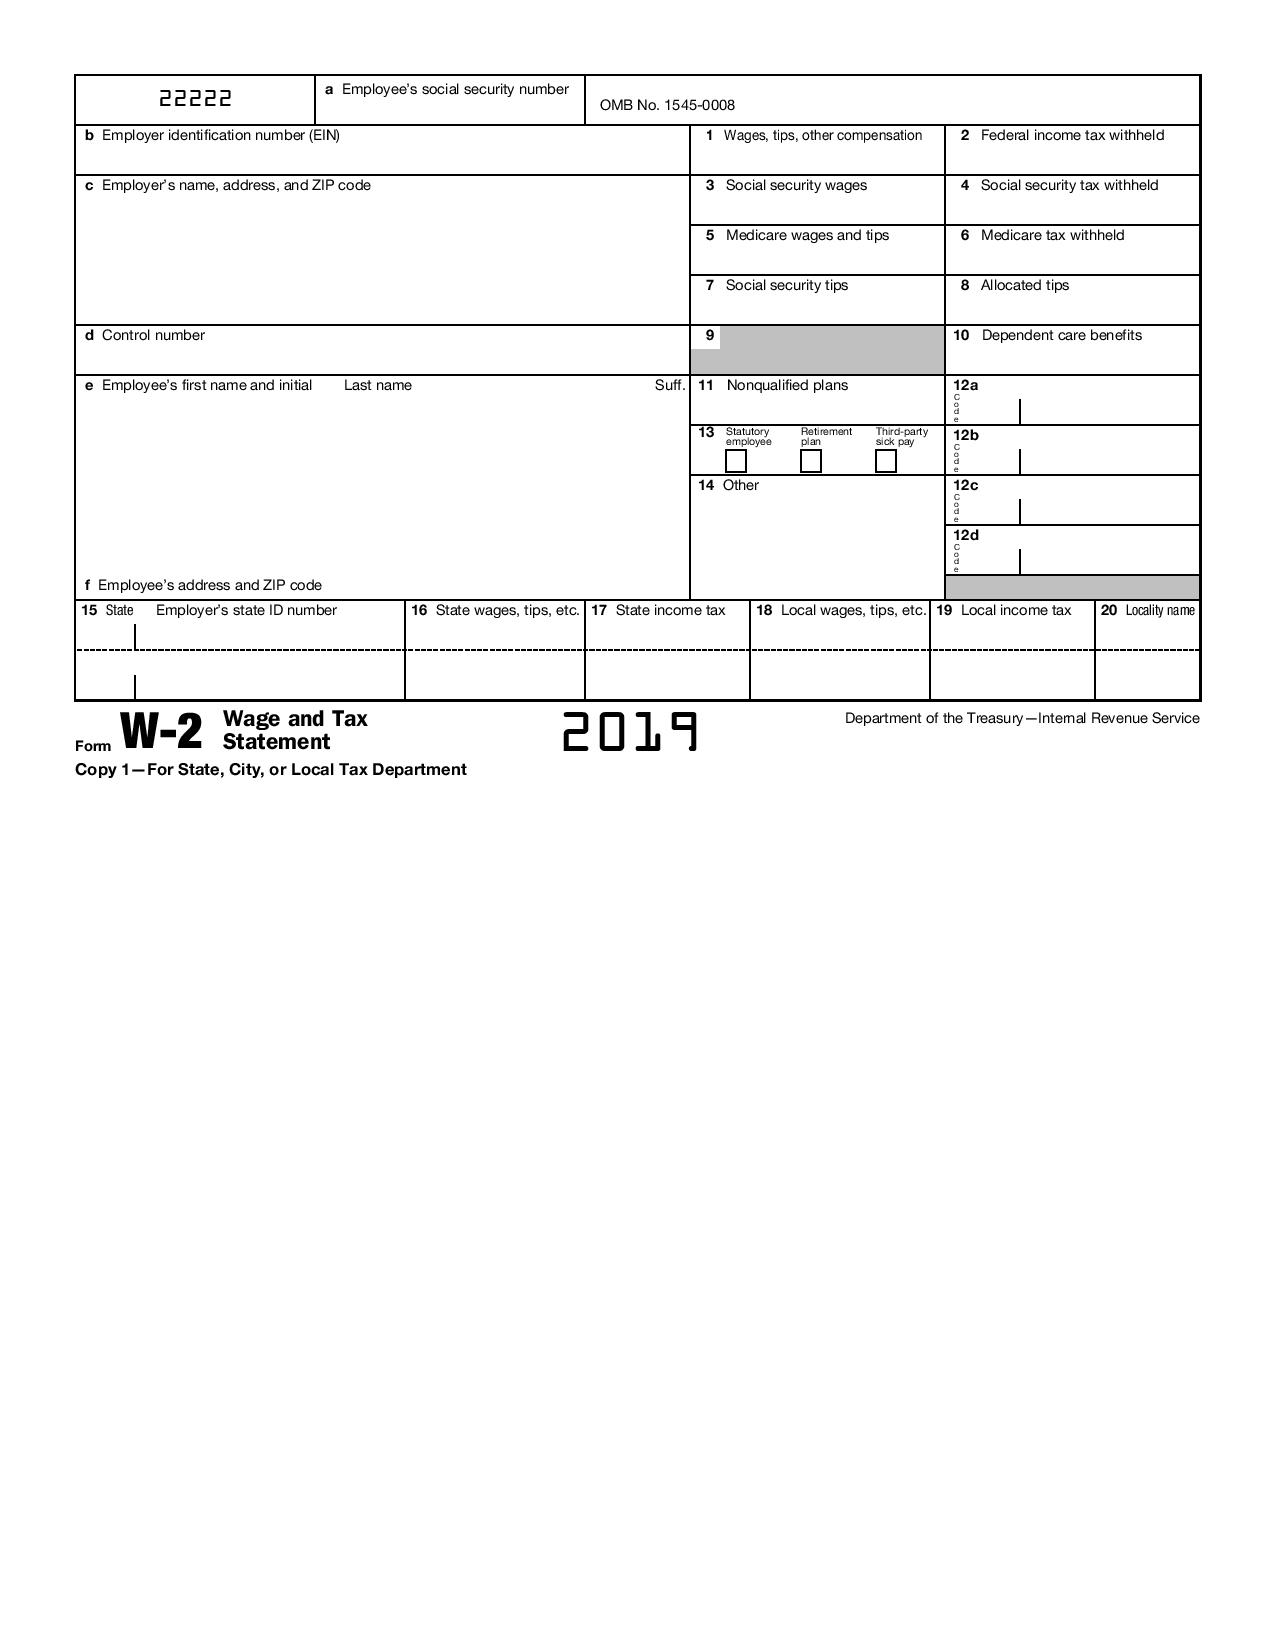 22222
a Employee's social security number
OMB No. 1545-0008
b Employer identification number (EIN)
1 Wages, tips, other compensation
2 Federal income tax withheld
c Employer's name, address, and ZIP code
3 Social security wages
4 Social security tax withheld
5 Medicare wages and tips
6 Medicare tax withheld
7 Social security tips
8 Allocated tips
d Control number
9
10 Dependent care benefits
e Employee's first name and initial
Last name
Suff.
11 Nonqualified plans
12a
Code
13
Statutory
employee
Retirement
plan
Third-party
sick pay
12b
Code
14 Other
12c
Code
12d
Code
f Employee's address and ZIP code
15 State
Employer's state ID number
16 State wages, tips, etc.
17 State income tax
18 Local wages, tips, etc.
19 Local income tax
20 Locality name
Form W-2
Wage and Tax
Statement
2019
Department of the Treasury—Internal Revenue Service
Copy 1—For State, City, or Local Tax Department